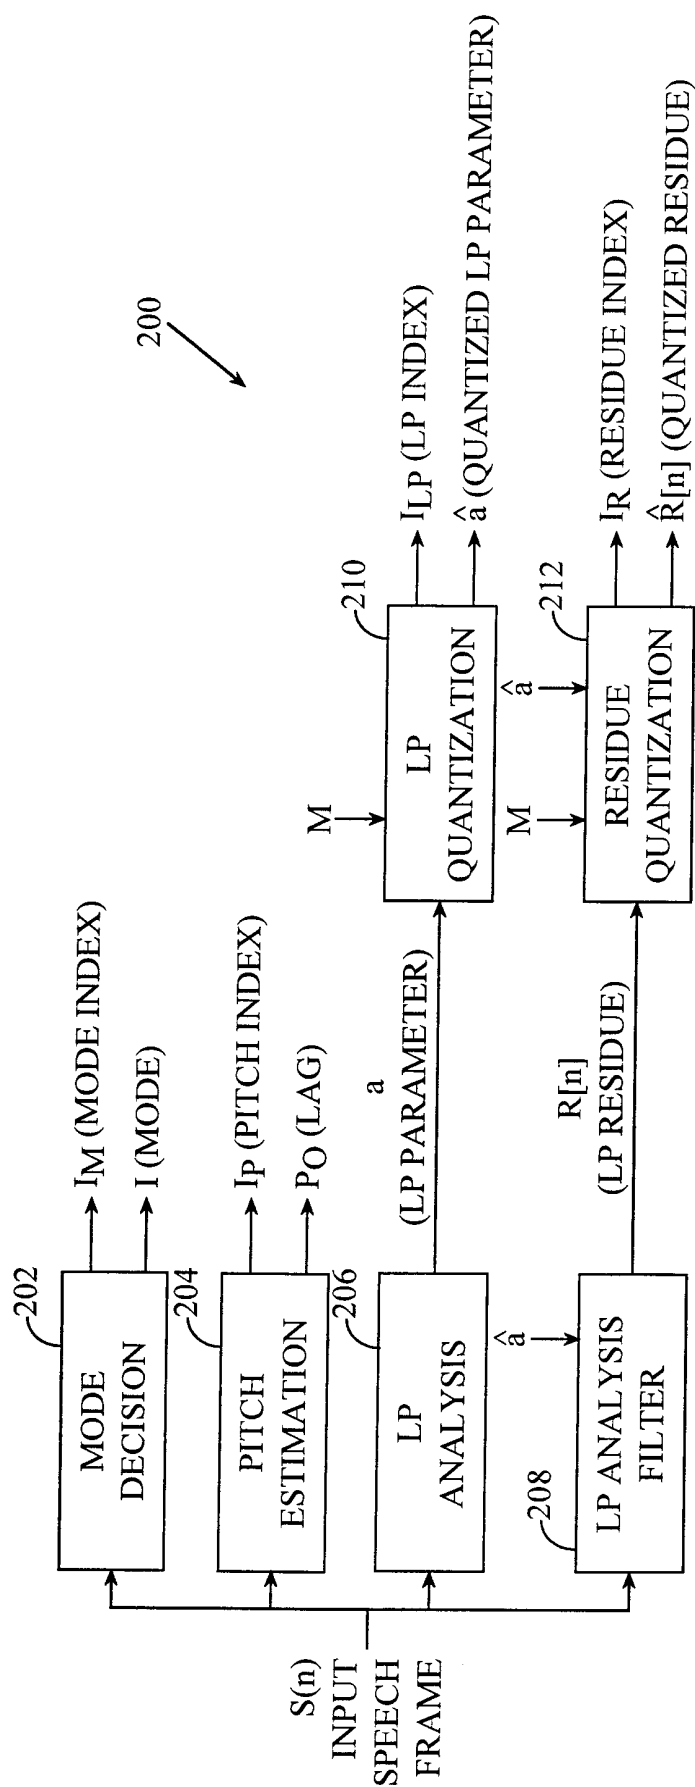 200
S(n)
INPUT
SPEECH
FRAME
202
MODE
DECISION
I_M (MODE INDEX)
I (MODE)
204
PITCH
ESTIMATION
I_P (PITCH INDEX)
P_O (LAG)
206
LP
ANALYSIS
a
(LP PARAMETER)
M
210
LP
QUANTIZATION
I_LP (LP INDEX)
â (QUANTIZED LP PARAMETER)
208
â
LP ANALYSIS
FILTER
R[n]
(LP RESIDUE)
M
â
212
RESIDUE
QUANTIZATION
I_R (RESIDUE INDEX)
R̂[n] (QUANTIZED RESIDUE)